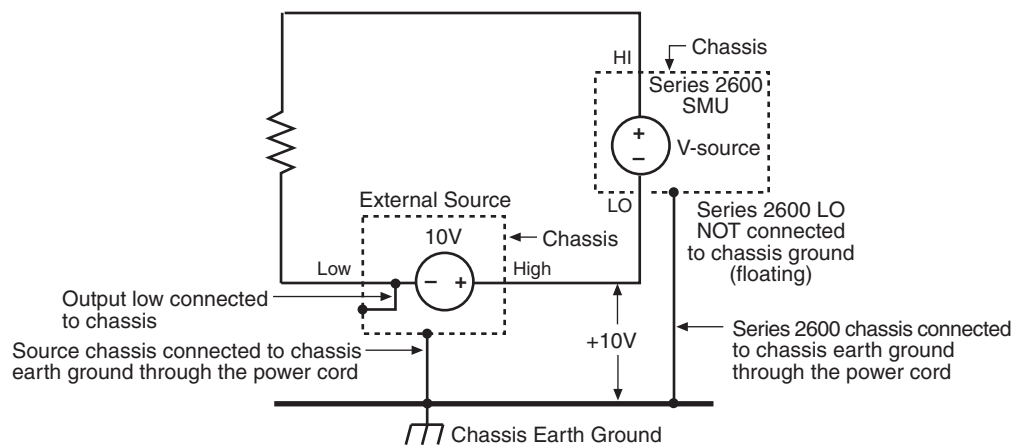 Chassis
HI
Series 2600
SMU
+
−
V-source
LO
External Source
10V
Chassis
Series 2600 LO
NOT connected
to chassis ground
(floating)
Low
− +
High
Output low connected
to chassis
+10V
Source chassis connected to chassis
earth ground through the power cord
Series 2600 chassis connected
to chassis earth ground
through the power cord
Chassis Earth Ground